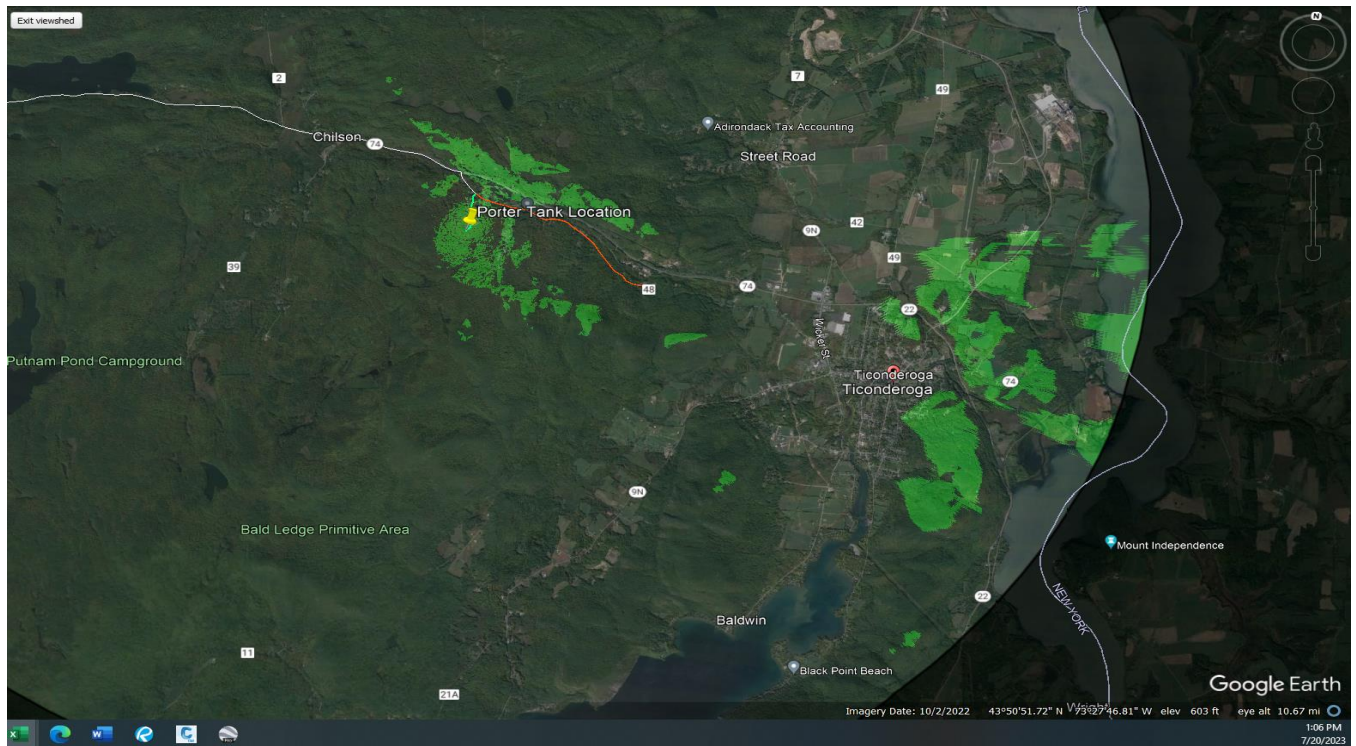 Exit viewshed
N
2
7
49
Adirondack Tax Accounting
Chilson
74
Street Road
Porter Tank Location
42
9N
49
39
74
48
22
Wicker St
Putnam Pond Campground
Ticonderoga
Ticonderoga
74
9N
Bald Ledge Primitive Area
Mount Independence
22
NEW YORK
Baldwin
11
Black Point Beach
21A
Google Earth
Imagery Date: 10/2/2022 43°50'51.72" N 73°27'46.81" W elev 603 ft eye alt 10.67 mi
1:06 PM
7/20/2023